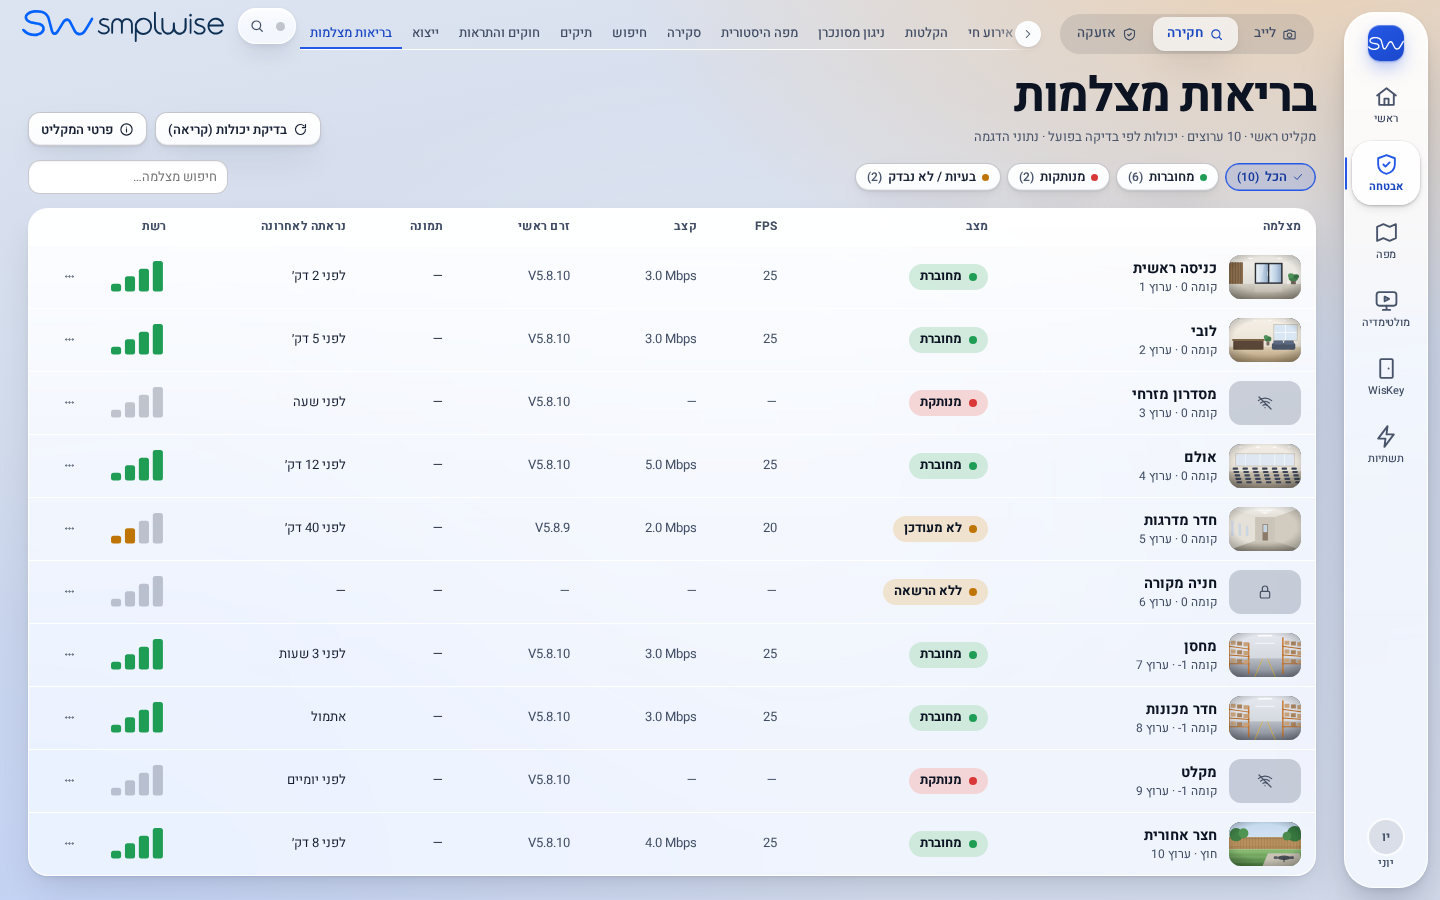 smplwise
לייב
חקירה
אזעקה
אירוע חי
הקלטות
ניגון מסונכרן
מפה היסטורית
סקירה
חיפוש
תיקים
חוקים והתראות
ייצוא
בריאות מצלמות
ראשי
אבטחה
מפה
מולטימדיה
WisKey
תשתיות
יו
יוני
בריאות מצלמות
מקליט ראשי · 10 ערוצים · יכולות לפי בדיקה בפועל · נתוני הדגמה
בדיקת יכולות (קריאה)
פרטי המקליט
הכל (10)
מחוברות (6)
מנותקות (2)
בעיות / לא נבדק (2)
חיפוש מצלמה...
מצלמה מצב FPS קצב זרם ראשי תמונה נראתה לאחרונה רשת
כניסה ראשית
קומה 0 · ערוץ 1
מחוברת 25 3.0 Mbps V5.8.10 — לפני 2 דק׳ ...
לובי
קומה 0 · ערוץ 2
מחוברת 25 3.0 Mbps V5.8.10 — לפני 5 דק׳ ...
מסדרון מזרחי
קומה 0 · ערוץ 3
מנותקת — — V5.8.10 — לפני שעה ...
אולם
קומה 0 · ערוץ 4
מחוברת 25 5.0 Mbps V5.8.10 — לפני 12 דק׳ ...
חדר מדרגות
קומה 0 · ערוץ 5
לא מעודכן 20 2.0 Mbps V5.8.9 — לפני 40 דק׳ ...
חניה מקורה
קומה 0 · ערוץ 6
ללא הרשאה — — — — — ...
מחסן
קומה 1- · ערוץ 7
מחוברת 25 3.0 Mbps V5.8.10 — לפני 3 שעות ...
חדר מכונות
קומה 1- · ערוץ 8
מחוברת 25 3.0 Mbps V5.8.10 — אתמול ...
מקלט
קומה 1- · ערוץ 9
מנותקת — — V5.8.10 — לפני יומיים ...
חצר אחורית
חוץ · ערוץ 10
מחוברת 25 4.0 Mbps V5.8.10 — לפני 8 דק׳ ...